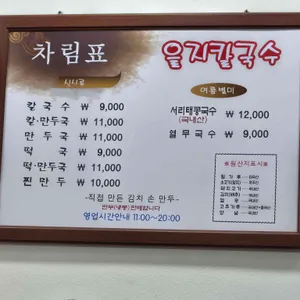 차림표
을지칼국수
식사류
칼국수 ₩ 9,000
칼·만두국 ₩ 11,000
만두국 ₩ 11,000
떡국 ₩ 9,000
떡·만두국 ₩ 11,000
찐만두 ₩ 10,000
여름별미
서리태콩국수 ₩ 12,000
(국내산)
열무국수 ₩ 9,000
-직접 만든 김치 손 만두-
영업시간안내 11:00~20:00
※원산지표시※